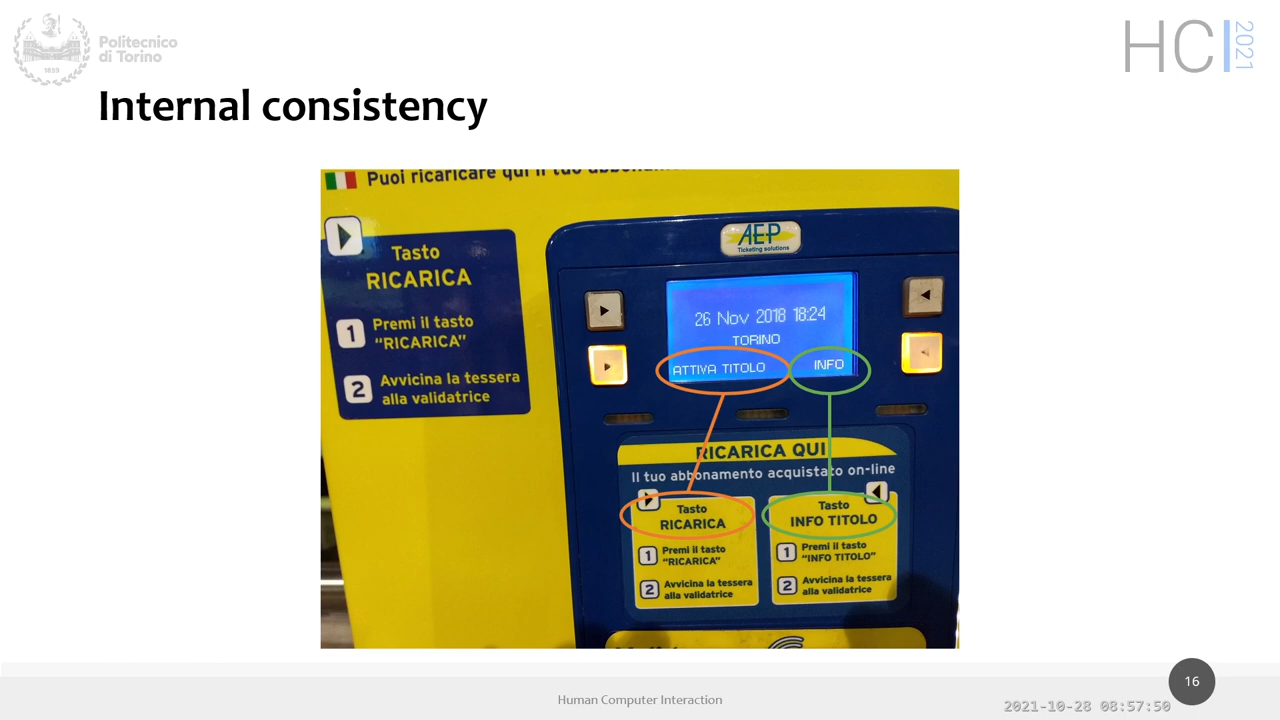 Politecnico
di Torino
1859
HCI
2021
Internal consistency
Puoi ricaricare qui il tuo
Tasto
RICARICA
1 Premi il tasto
“RICARICA”
2 Avvicina la tessera
alla validatrice
AEP
Ticketing solutions
26 Nov 2018 18:24
TORINO
ATTIVA TITOLO INFO
RICARICA QUI
Il tuo abbonamento acquistato on-line
Tasto
RICARICA
1 Premi il tasto
“RICARICA”
2 Avvicina la tessera
alla validatrice
Tasto
INFO TITOLO
1 Premi il tasto
“INFO TITOLO”
2 Avvicina la tessera
alla validatrice
Human Computer Interaction
16
2021-10-28 08:57:50